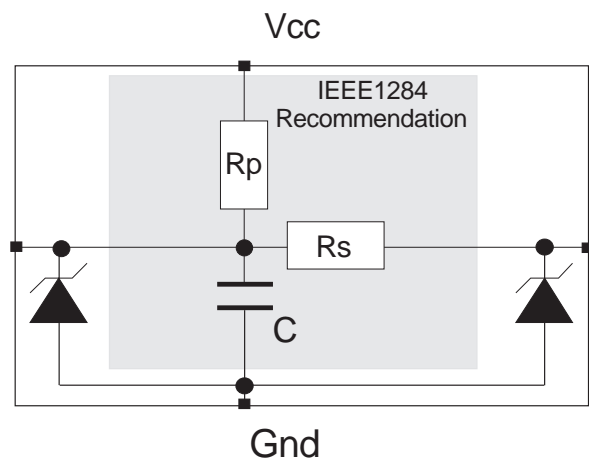 Vcc
IEEE1284
Recommendation
Rp
Rs
C
Gnd